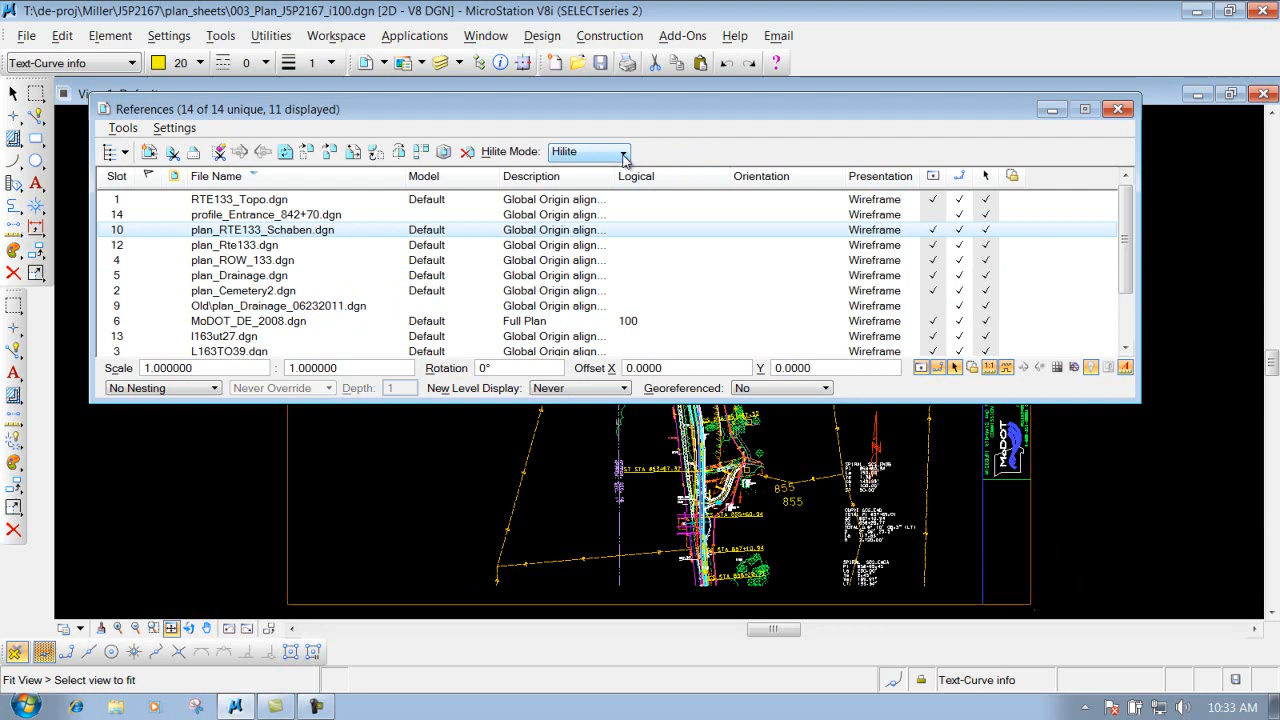 T:\de-proj\Miller\J5P2167\plan_sheets\003_Plan_J5P2167_i100.dgn [2D - V8 DGN] - MicroStation V8i (SELECTseries 2)
File Edit Element Settings Tools Utilities Workspace Applications Window Design Construction Add-Ons Help Email
Text-Curve info 20 0 1
References (14 of 14 unique, 11 displayed)
Tools Settings
Hilite Mode: Hilite
Slot File Name Model Description Logical Orientation Presentation
1 RTE133_Topo.dgn Default Global Origin align... Wireframe
14 profile_Entrance_842+70.dgn Global Origin align... Wireframe
10 plan_RTE133_Schaben.dgn Default Global Origin align... Wireframe
12 plan_Rte133.dgn Default Global Origin align... Wireframe
4 plan_ROW_133.dgn Default Global Origin align... Wireframe
5 plan_Drainage.dgn Default Global Origin align... Wireframe
2 plan_Cemetery2.dgn Default Global Origin align... Wireframe
9 Old\plan_Drainage_06232011.dgn Global Origin align... Wireframe
6 MoDOT_DE_2008.dgn Default Full Plan 100 Wireframe
13 I163ut27.dgn Default Global Origin align... Wireframe
3 L163TO39.dgn Default Global Origin align... Wireframe
Scale 1.000000 : 1.000000 Rotation 0° Offset X 0.0000 Y 0.0000
No Nesting Never Override Depth: 1 New Level Display: Never Georeferenced: No
MoDOT
855
855
Fit View > Select view to fit Text-Curve info
10:33 AM